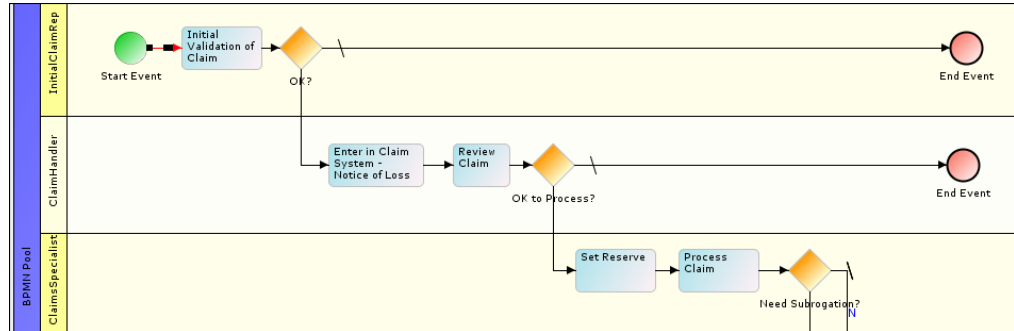 BPMN Pool
InitialClaimRep
Start Event
Initial
Validation of
Claim
OK?
End Event
ClaimHandler
Enter in Claim
System -
Notice of Loss
Review
Claim
OK to Process?
End Event
ClaimsSpecialist
Set Reserve
Process
Claim
Need Subrogation?
N